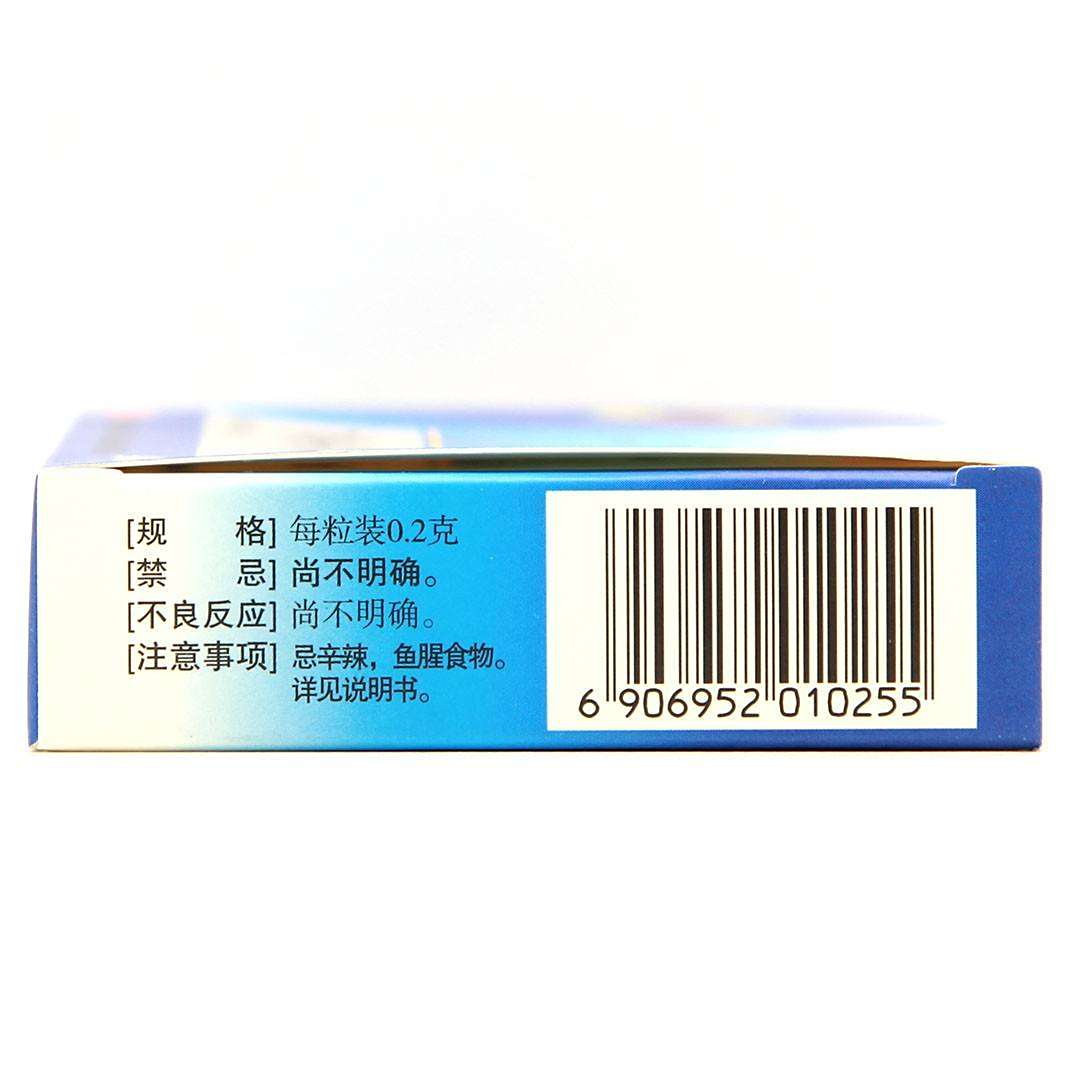 [规 格] 每粒装0.2克
[禁 忌] 尚不明确。
[不良反应] 尚不明确。
[注意事项] 忌辛辣，鱼腥食物。
详见说明书。
6 906952 010255